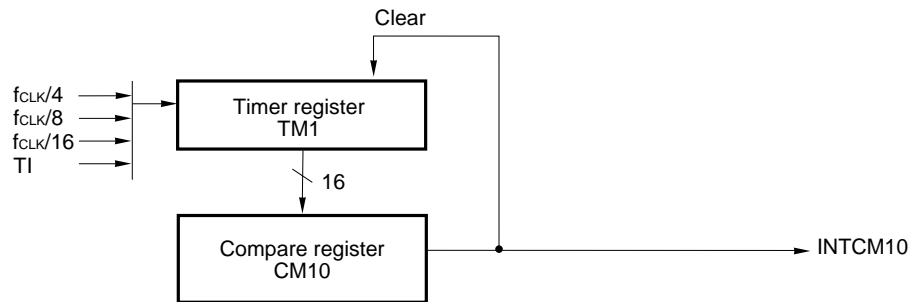 Clear
fCLK/4
fCLK/8
fCLK/16
TI
Timer register
TM1
16
Compare register
CM10
INTCM10